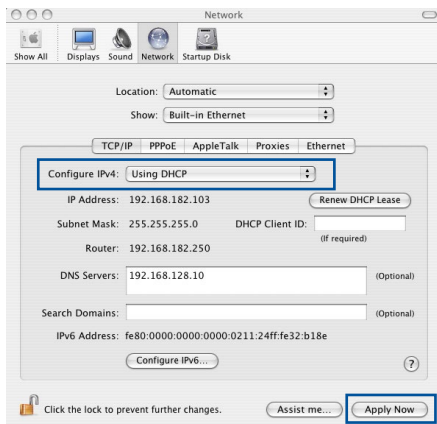 Network
Show All Displays Sound Network Startup Disk
Location: Automatic
Show: Built-in Ethernet
TCP/IP PPPoE AppleTalk Proxies Ethernet
Configure IPv4: Using DHCP
IP Address: 192.168.182.103 Renew DHCP Lease
Subnet Mask: 255.255.255.0 DHCP Client ID:
(If required)
Router: 192.168.182.250
DNS Servers: 192.168.128.10 (Optional)
Search Domains: (Optional)
IPv6 Address: fe80:0000:0000:0000:0211:24ff:fe32:b18e
Configure IPv6... ?
Click the lock to prevent further changes. Assist me... Apply Now